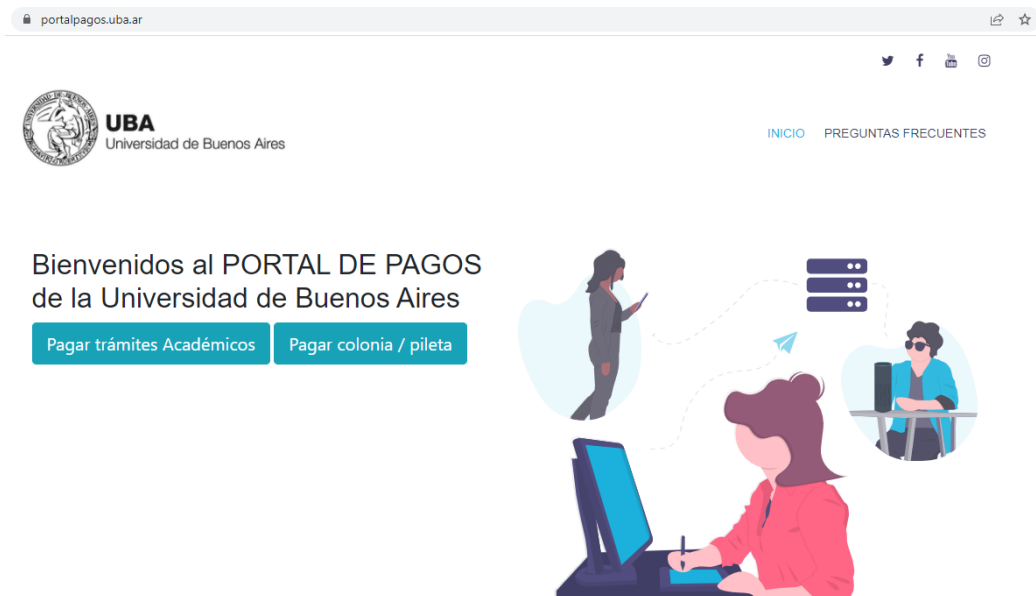 portalpagos.uba.ar
UBA
Universidad de Buenos Aires
INICIO PREGUNTAS FRECUENTES
Bienvenidos al PORTAL DE PAGOS
de la Universidad de Buenos Aires
Pagar trámites Académicos Pagar colonia / pileta